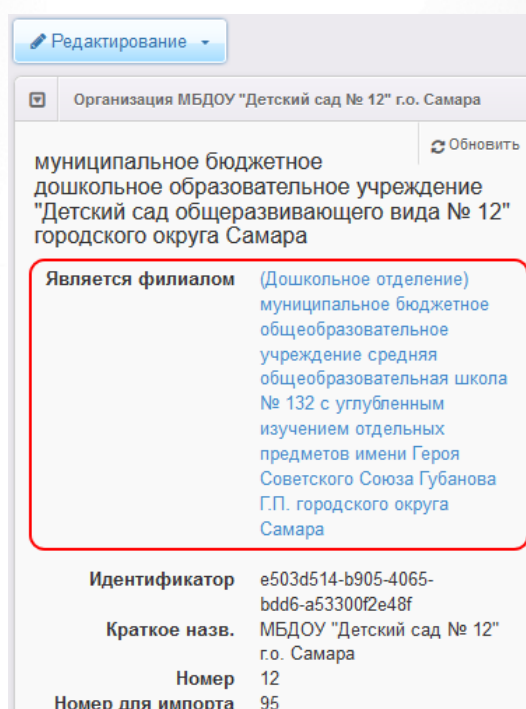 Редактирование
Организация МБДОУ "Детский сад № 12" г.о. Самара
Обновить
муниципальное бюджетное
дошкольное образовательное учреждение
"Детский сад общеразвивающего вида № 12"
городского округа Самара
Является филиалом (Дошкольное отделение)
муниципальное бюджетное
общеобразовательное
учреждение средняя
общеобразовательная школа
№ 132 с углубленным
изучением отдельных
предметов имени Героя
Советского Союза Губанова
Г.П. городского округа
Самара
Идентификатор e503d514-b905-4065-
bdd6-a53300f2e48f
Краткое назв. МБДОУ "Детский сад № 12"
г.о. Самара
Номер 12
Номер для импорта 95